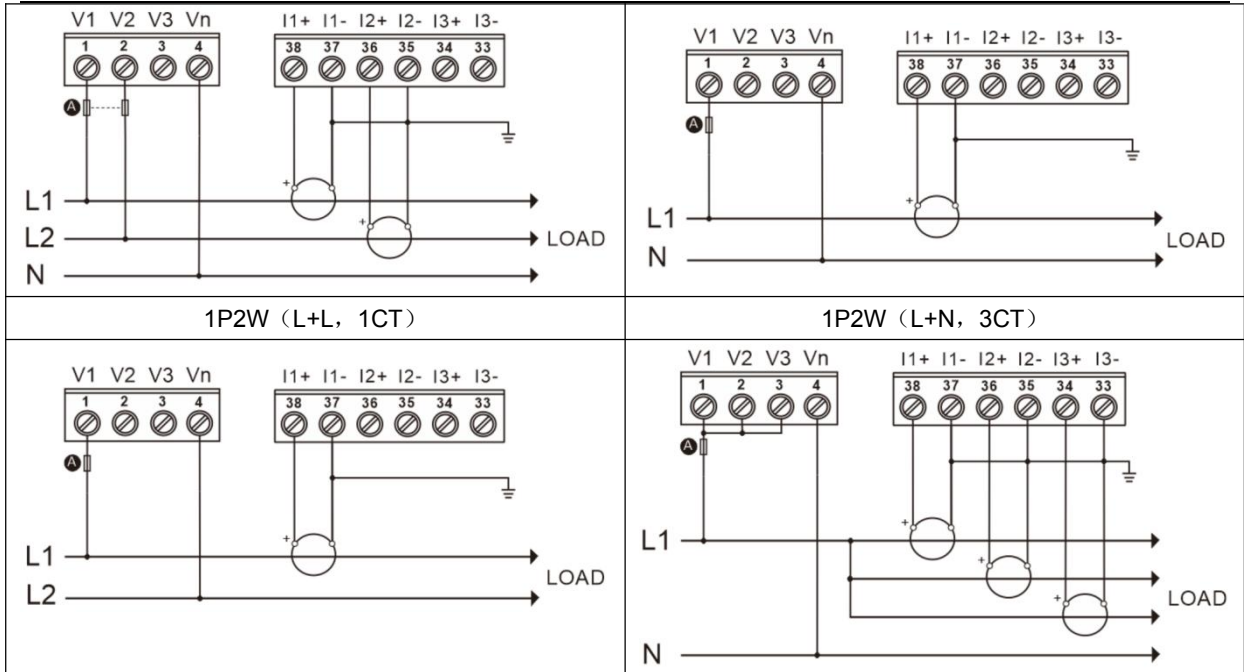 V1 V2 V3 Vn I1+ I1- I2+ I2- I3+ I3-
1 2 3 4 38 37 36 35 34 33
A
L1
L2
LOAD
N
V1 V2 V3 Vn I1+ I1- I2+ I2- I3+ I3-
1 2 3 4 38 37 36 35 34 33
A
+
+
+
L1
LOAD
N
1P2W（L+L，1CT）
1P2W（L+N，3CT）
V1 V2 V3 Vn I1+ I1- I2+ I2- I3+ I3-
1 2 3 4 38 37 36 35 34 33
A
+
L1
LOAD
L2
V1 V2 V3 Vn I1+ I1- I2+ I2- I3+ I3-
1 2 3 4 38 37 36 35 34 33
A
+
L1
+
+
LOAD
N